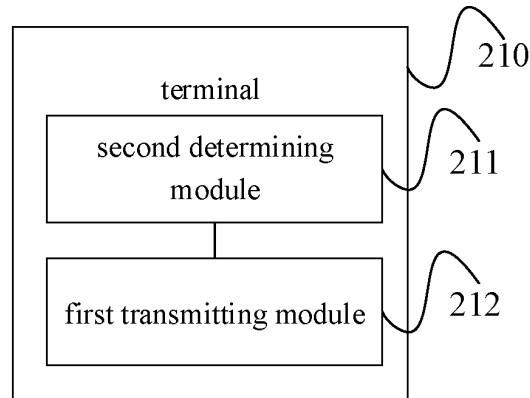 210
terminal
second determining
module
211
first transmitting module
212